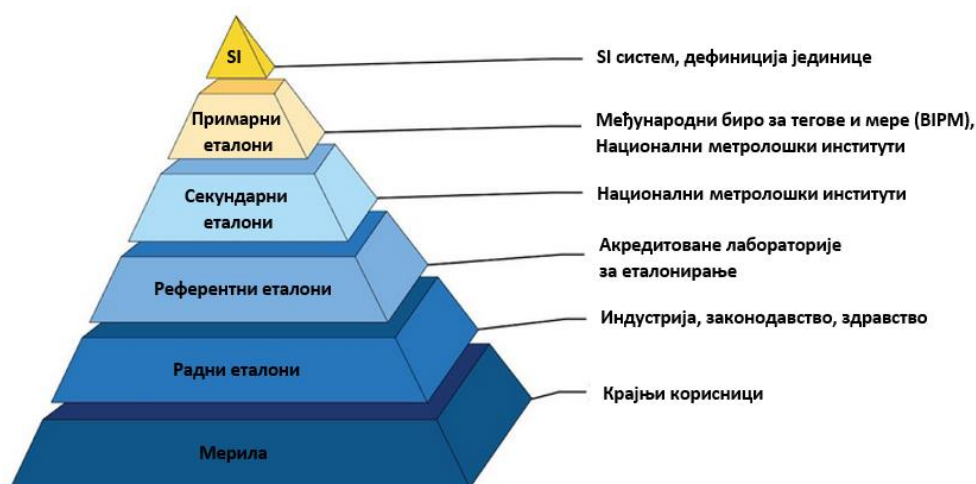 SI
SI систем, дефиниција јединице
Примарни
еталони
Међународни биро за тегове и мере (BIPM),
Национални метролошки институти
Секундарни
еталони
Национални метролошки институти
Референтни еталони
Акредитоване лабораторије
за еталонирање
Радни еталони
Индустрија, законодавство, здравство
Мерила
Крајњи корисници